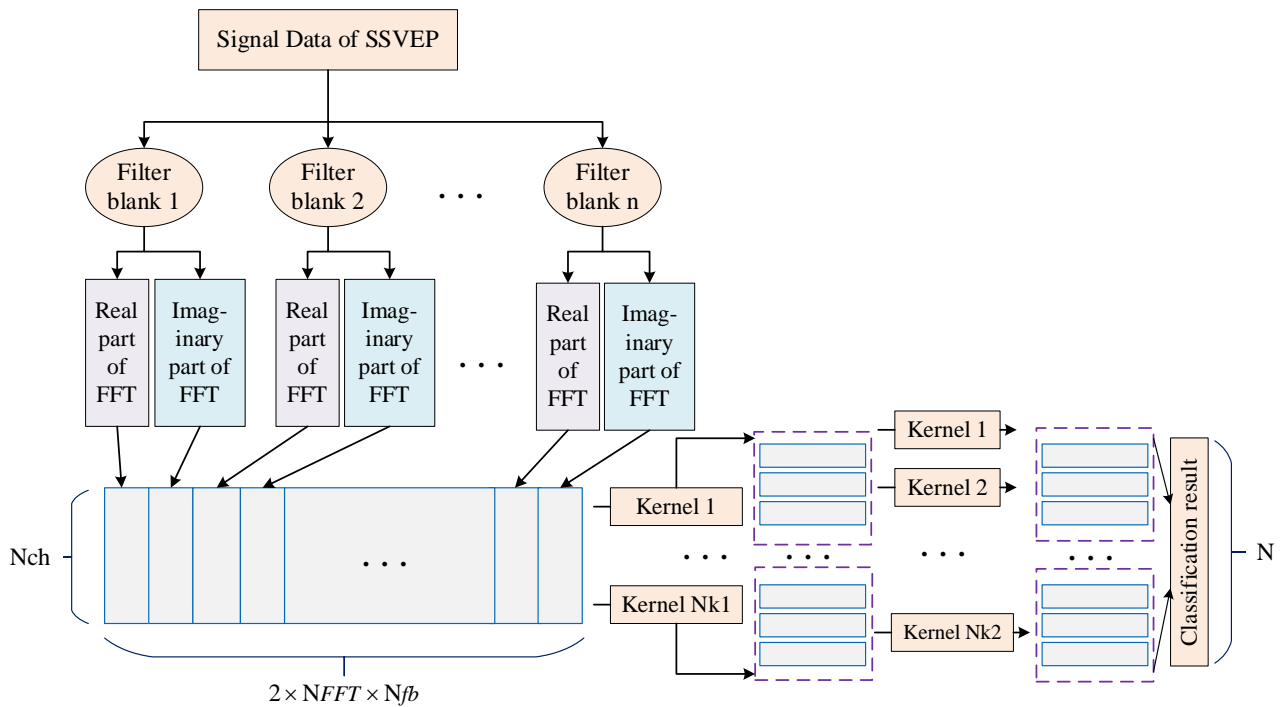 Signal Data of SSVEP
Filter
blank 1
Filter
blank 2
. . .
Filter
blank n
Real
part
of
FFT
Imag-
inary
part of
FFT
Real
part
of
FFT
Imag-
inary
part of
FFT
. . .
Real
part
of
FFT
Imag-
inary
part of
FFT
Nch
. . .
2 × NFFT × Nfb
Kernel 1
. . .
Kernel Nk1
. . .
Kernel 1
Kernel 2
. . .
Kernel Nk2
. . .
Classification result
N